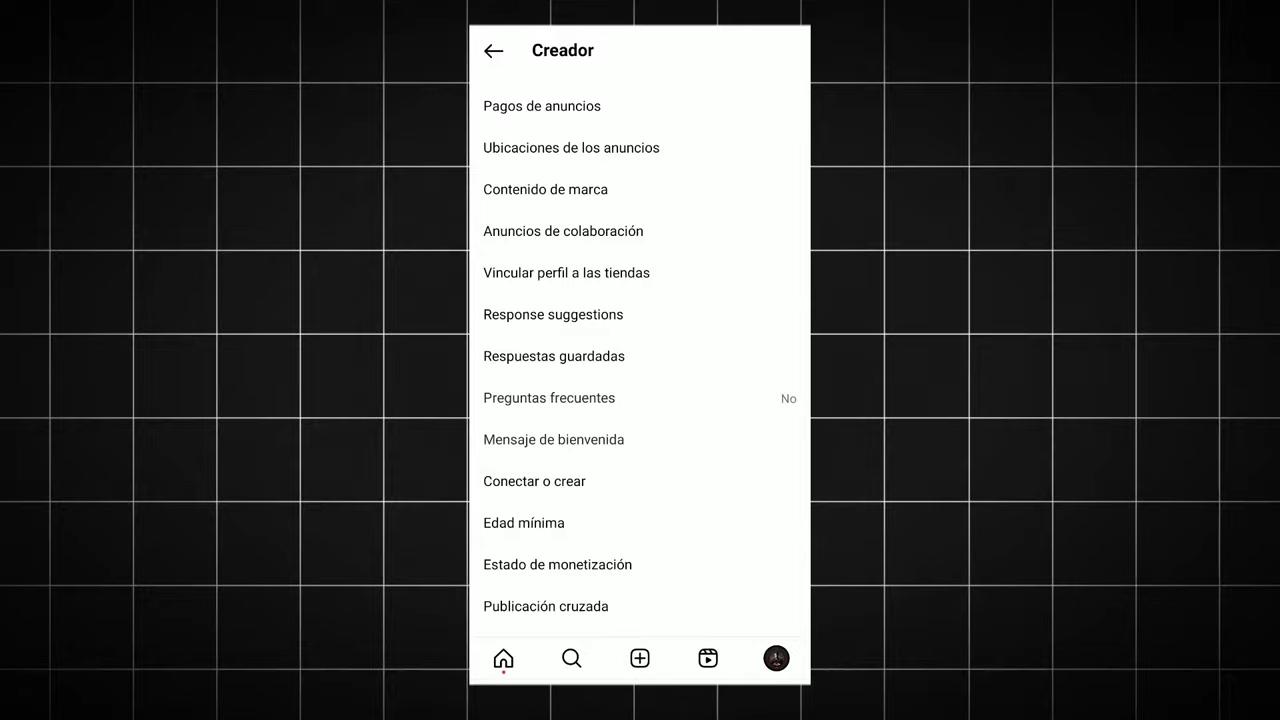 Creador
Pagos de anuncios
Ubicaciones de los anuncios
Contenido de marca
Anuncios de colaboración
Vincular perfil a las tiendas
Response suggestions
Respuestas guardadas
Preguntas frecuentes No
Mensaje de bienvenida
Conectar o crear
Edad mínima
Estado de monetización
Publicación cruzada